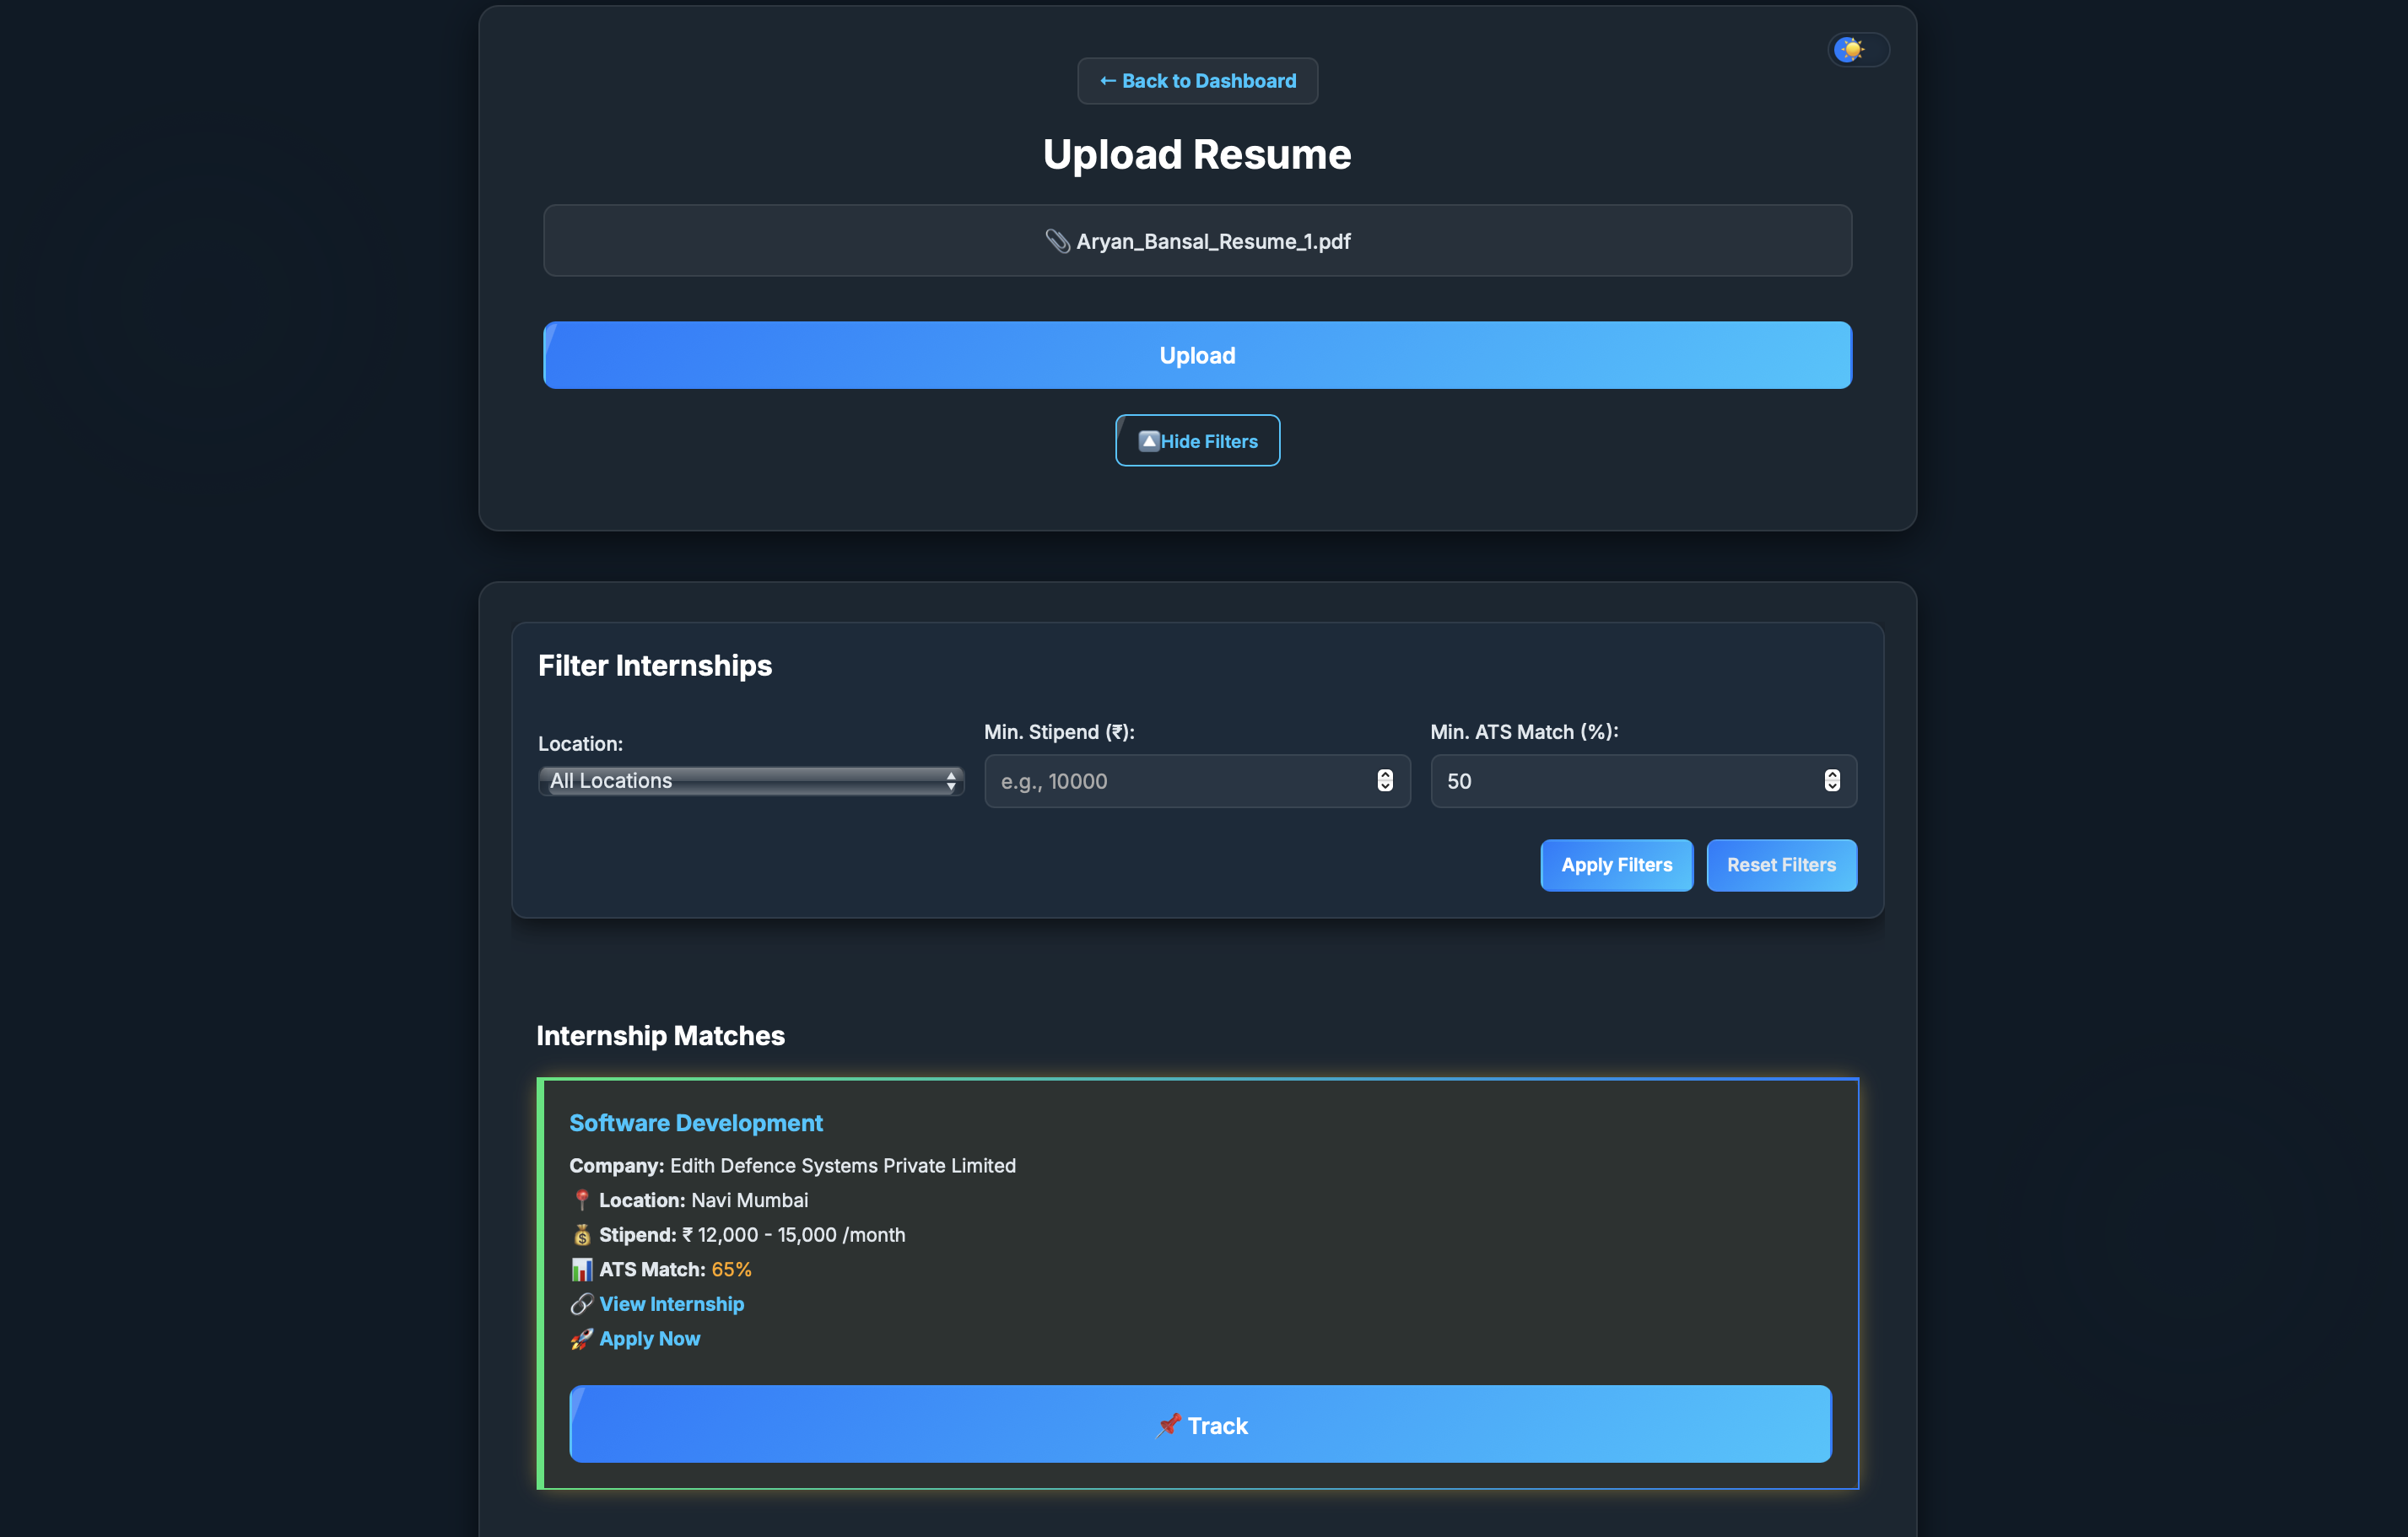 ← Back to Dashboard
Upload Resume
📎 Aryan_Bansal_Resume_1.pdf
Upload
🔼Hide Filters
Filter Internships
Location:
All Locations
Min. Stipend (₹):
e.g., 10000
Min. ATS Match (%):
50
Apply Filters
Reset Filters
Internship Matches
Software Development
Company: Edith Defence Systems Private Limited
📍 Location: Navi Mumbai
💰 Stipend: ₹ 12,000 - 15,000 /month
📊 ATS Match: 65%
🔗 View Internship
🚀 Apply Now
📌 Track